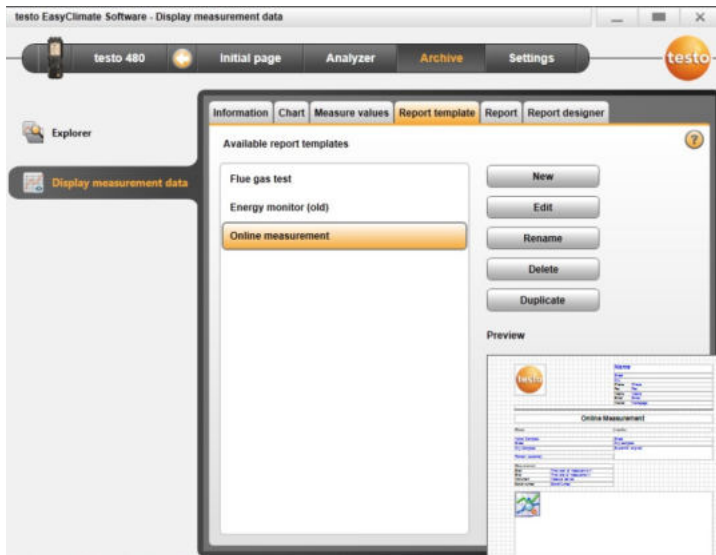 testo EasyClimate Software - Display measurement data
testo 480
Initial page
Analyzer
Archive
Settings
testo
Information
Chart
Measure values
Report template
Report
Report designer
Explorer
Display measurement data
Available report templates
Flue gas test
Energy monitor (old)
Online measurement
New
Edit
Rename
Delete
Duplicate
Preview
testo
Name
Online Measurement